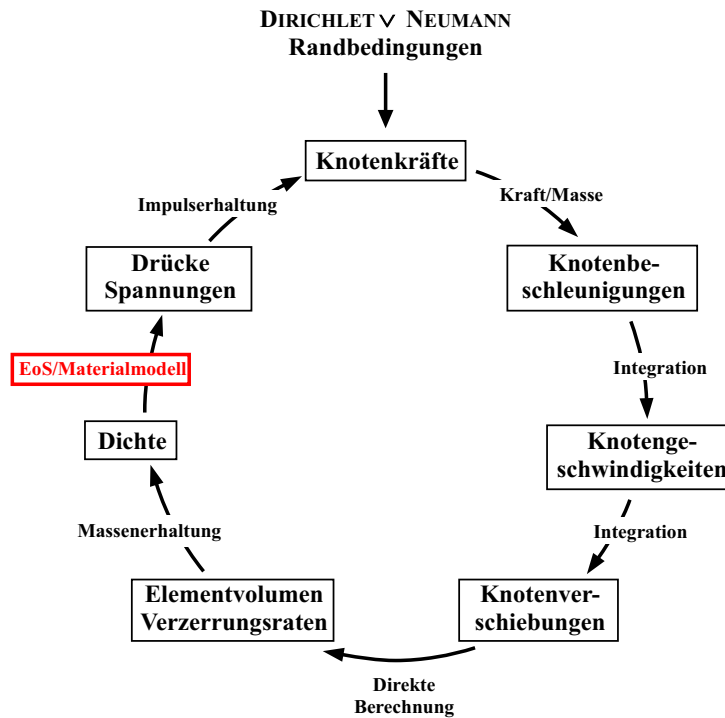 DIRICHLET ∨ NEUMANN
Randbedingungen
Knotenkräfte
Kraft/Masse
Knotenbe-
schleunigungen
Integration
Knotenge-
schwindigkeiten
Integration
Knotenver-
schiebungen
Direkte
Berechnung
Elementvolumen
Verzerrungsraten
Massenerhaltung
Dichte
EoS/Materialmodell
Drücke
Spannungen
Impulserhaltung